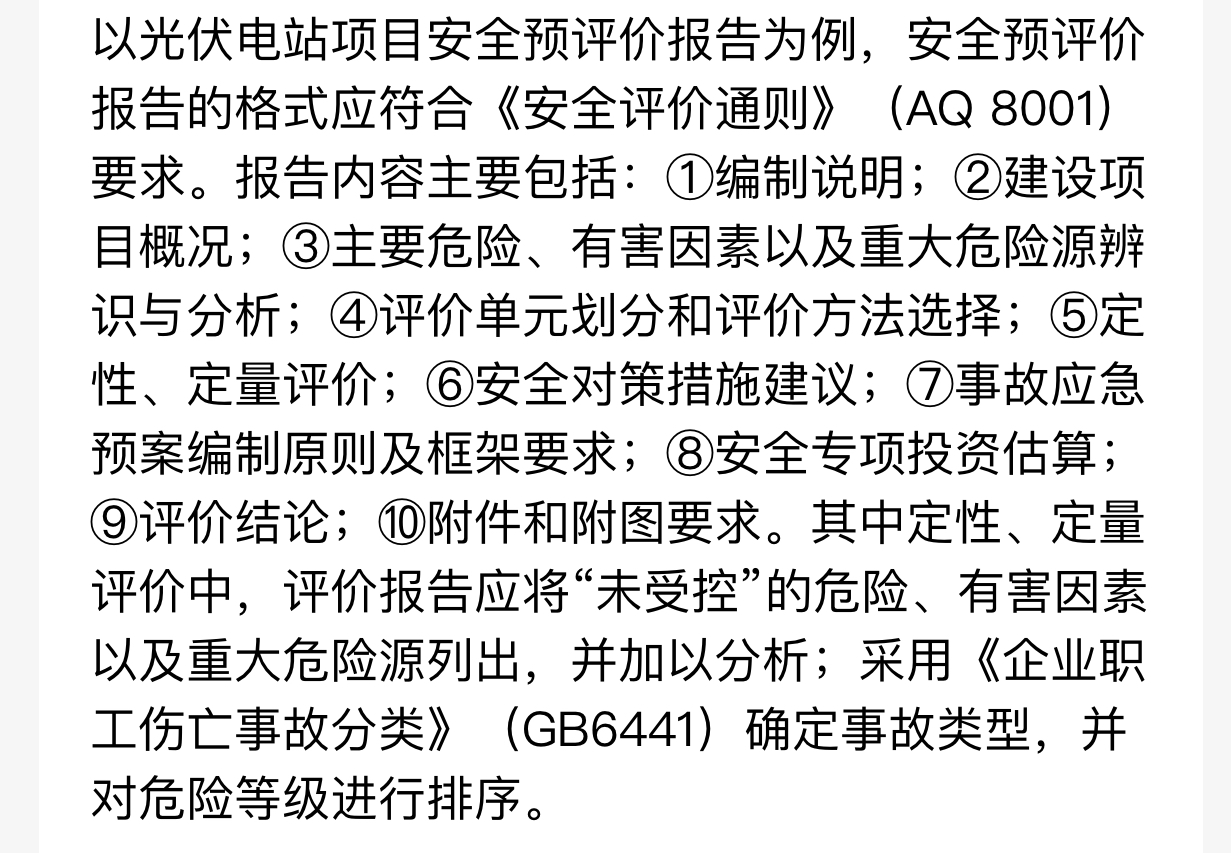 以光伏电站项目安全预评价报告为例，安全预评价
报告的格式应符合《安全评价通则》（AQ 8001）
要求。报告内容主要包括：①编制说明；②建设项
目概况；③主要危险、有害因素以及重大危险源辨
识与分析；④评价单元划分和评价方法选择；⑤定
性、定量评价；⑥安全对策措施建议；⑦事故应急
预案编制原则及框架要求；⑧安全专项投资估算；
⑨评价结论；⑩附件和附图要求。其中定性、定量
评价中，评价报告应将“未受控”的危险、有害因素
以及重大危险源列出，并加以分析；采用《企业职
工伤亡事故分类》（GB6441）确定事故类型，并
对危险等级进行排序。